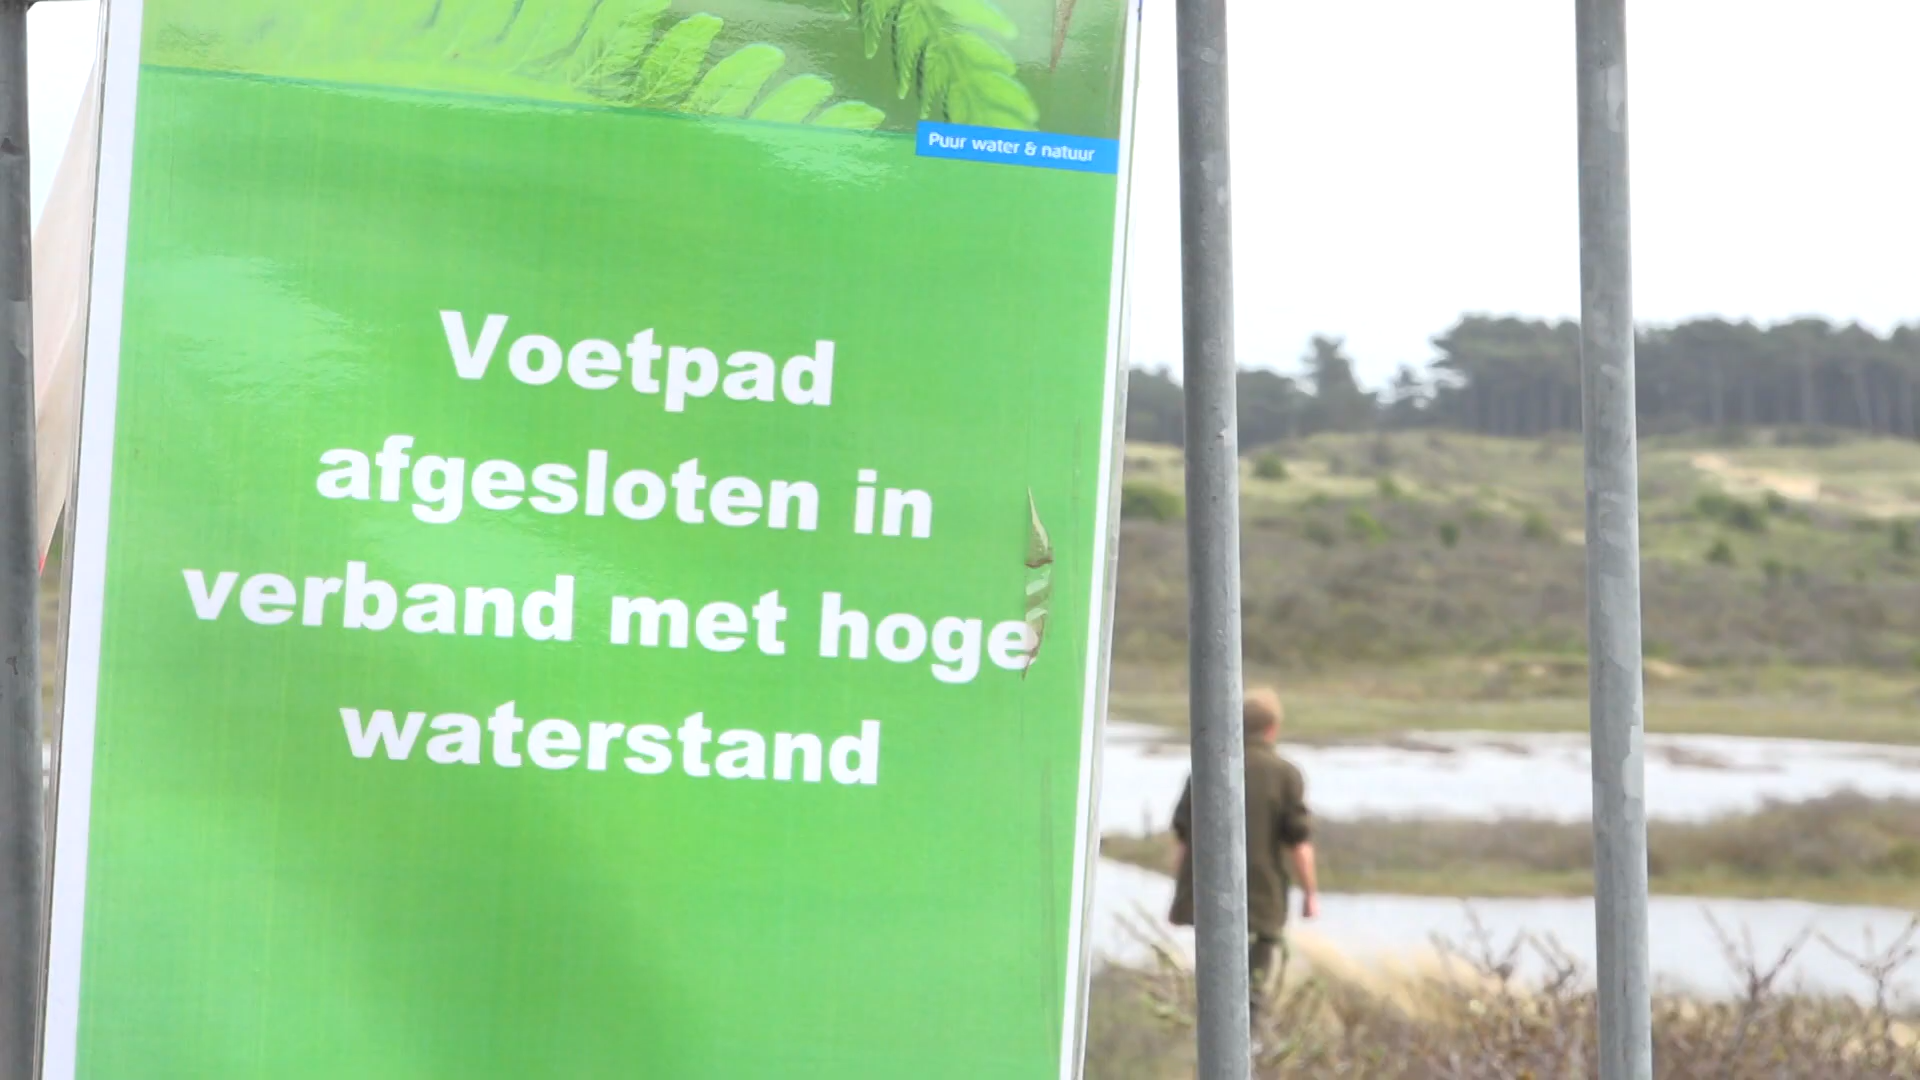 Puur water & natuur
Voetpad
afgesloten in
verband met hoge
waterstand